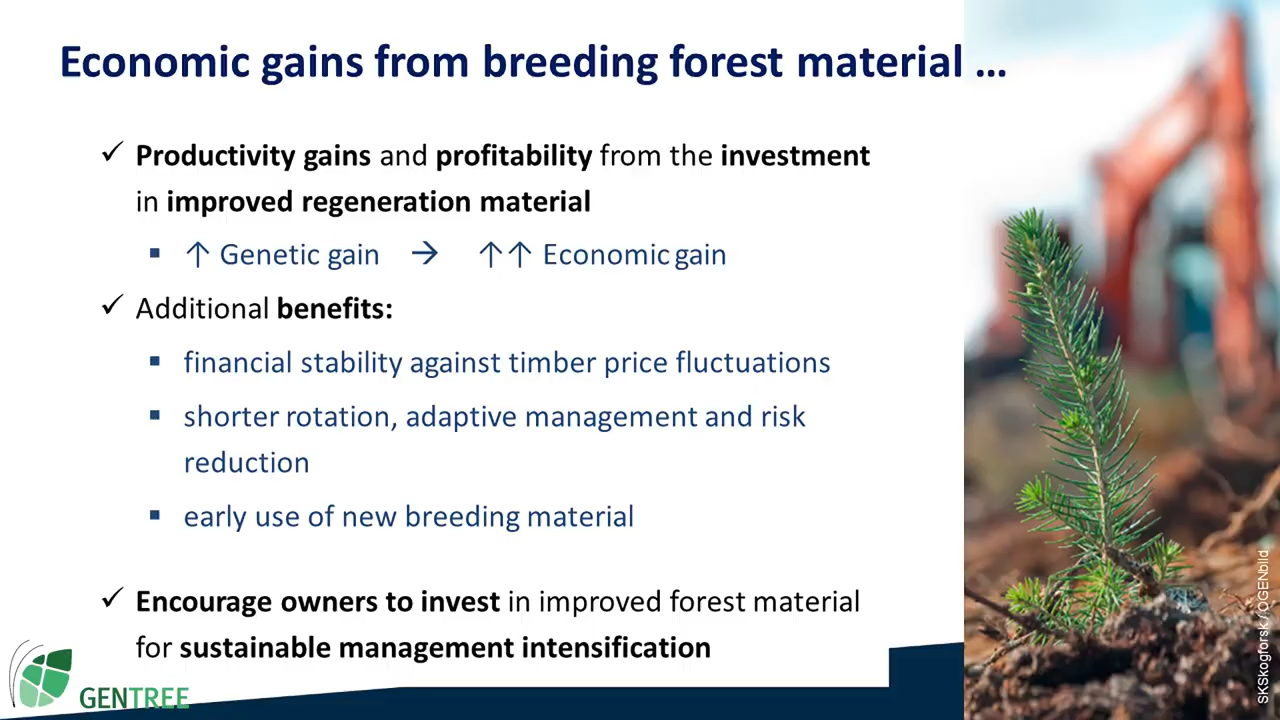 Economic gains from breeding forest material ...
✓ Productivity gains and profitability from the investment
in improved regeneration material
▪ ↑ Genetic gain → ↑↑ Economic gain
✓ Additional benefits:
▪ financial stability against timber price fluctuations
▪ shorter rotation, adaptive management and risk
reduction
▪ early use of new breeding material
✓ Encourage owners to invest in improved forest material
for sustainable management intensification
GENTREE
SKSkogforsk / OGENbild